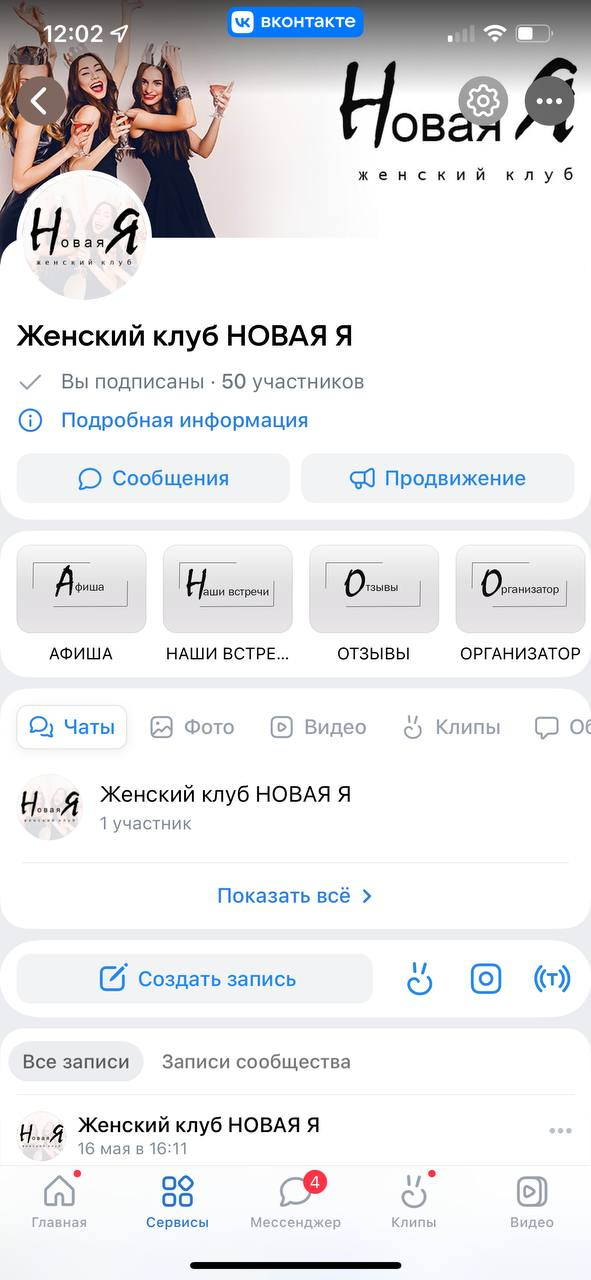 12:02
вконтакте
Новая Я
женский клуб
Новая Я
женский клуб
Женский клуб НОВАЯ Я
Вы подписаны · 50 участников
Подробная информация
Сообщения
Продвижение
Афиша
Наши встречи
Отзывы
Организатор
АФИША
НАШИ ВСТРЕ...
ОТЗЫВЫ
ОРГАНИЗАТОР
Чаты
Фото
Видео
Клипы
Об
Новая Я
женский клуб
Женский клуб НОВАЯ Я
1 участник
Показать всё
Создать запись
Все записи
Записи сообщества
Новая Я
Женский клуб НОВАЯ Я
16 мая в 16:11
4
Главная
Сервисы
Мессенджер
Клипы
Видео